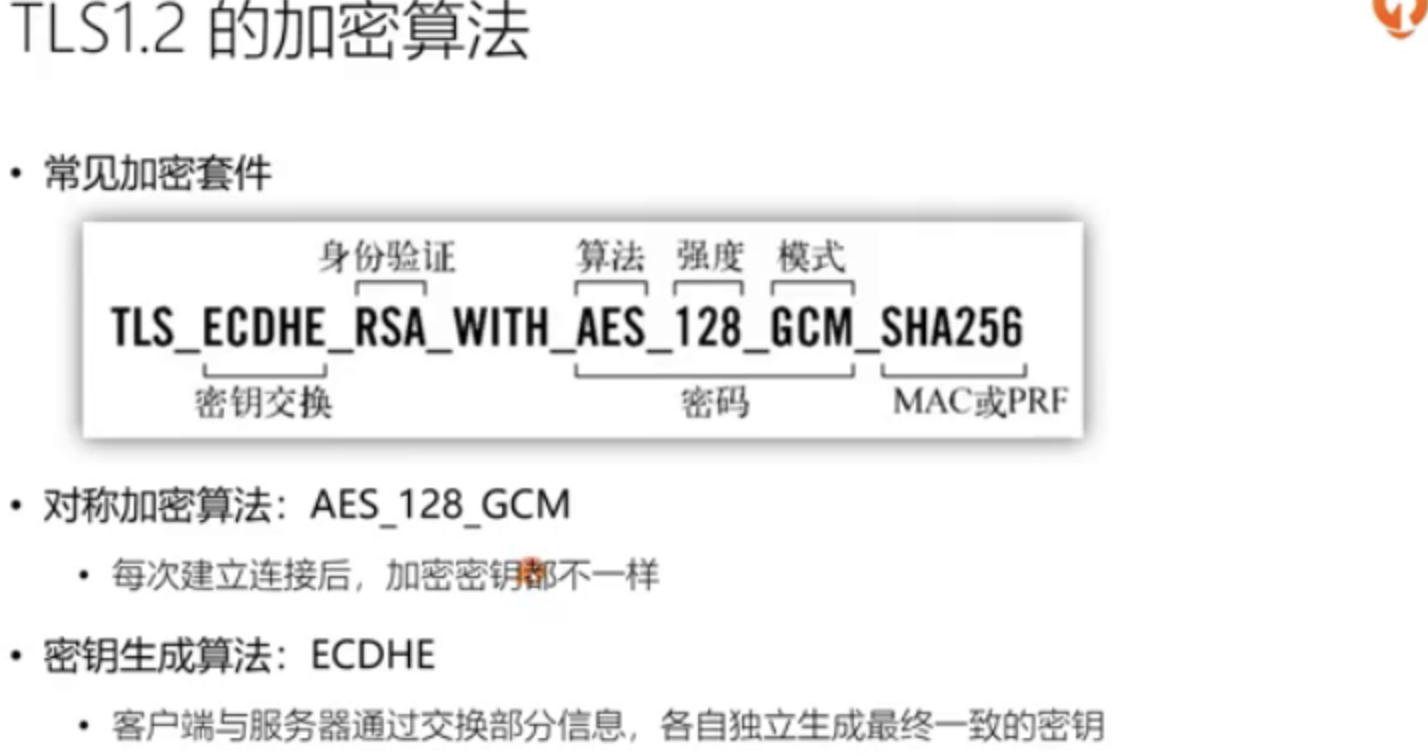 TLS1.2 的加密算法
• 常见加密套件
身份验证 算法 强度 模式
TLS_ECDHE_RSA_WITH_AES_128_GCM_SHA256
密钥交换 密码 MAC或PRF
• 对称加密算法：AES_128_GCM
• 每次建立连接后，加密密钥都不一样
• 密钥生成算法：ECDHE
• 客户端与服务器通过交换部分信息，各自独立生成最终一致的密钥